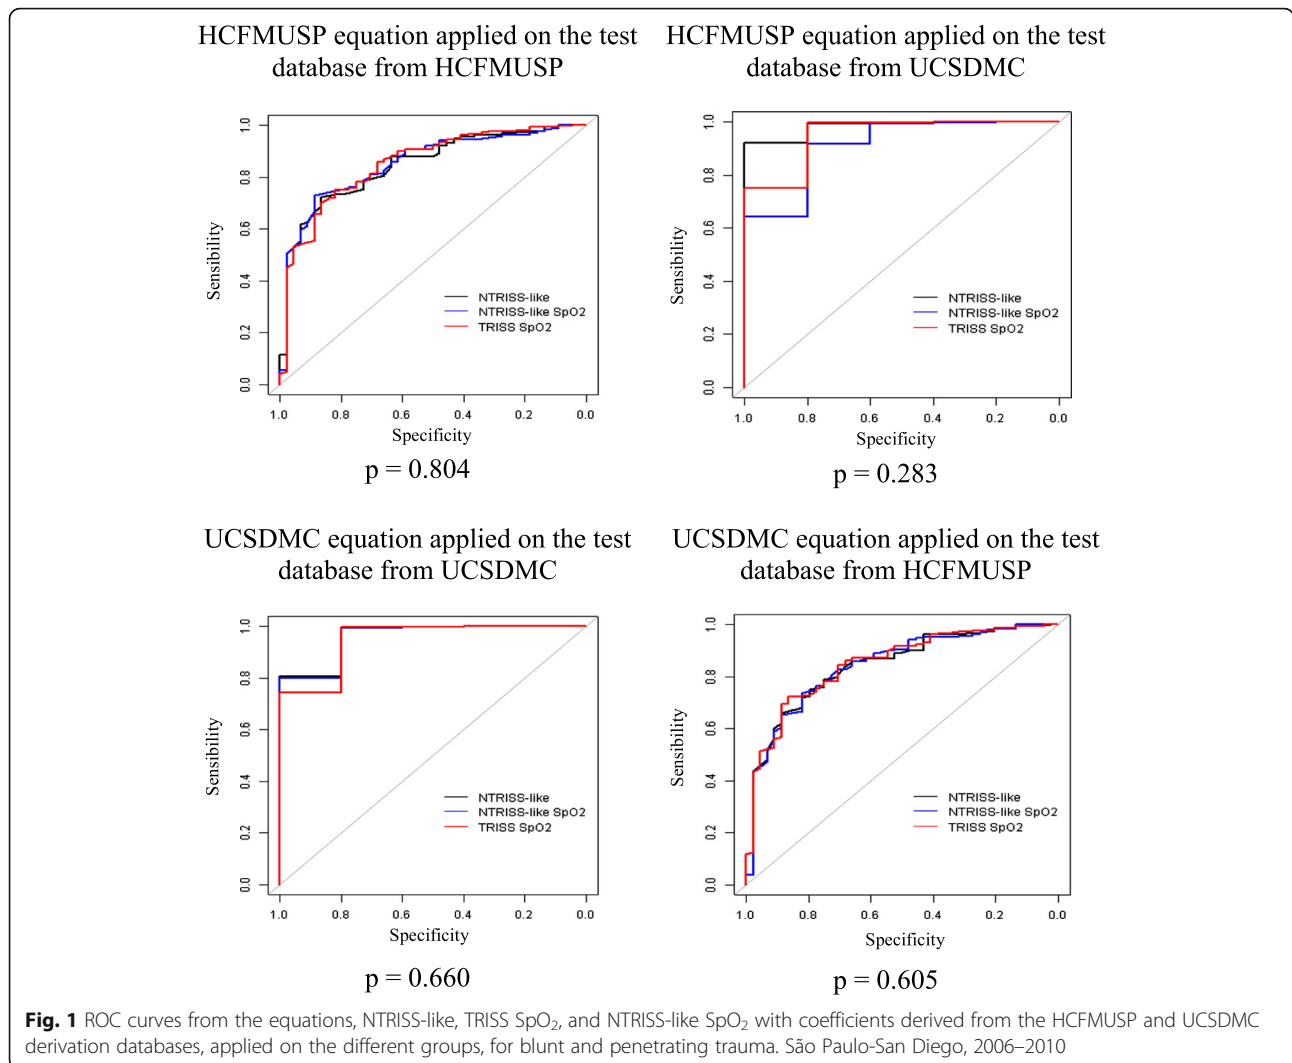 HCFMUSP equation applied on the test
database from HCFMUSP
Sensibility
1.0
0.8
0.6
0.4
0.2
0.0
NTRISS-like
NTRISS-like SpO2
TRISS SpO2
1.0 0.8 0.6 0.4 0.2 0.0
Specificity
p = 0.804
HCFMUSP equation applied on the test
database from UCSDMC
Sensibility
1.0
0.8
0.6
0.4
0.2
0.0
NTRISS-like
NTRISS-like SpO2
TRISS SpO2
1.0 0.8 0.6 0.4 0.2 0.0
Specificity
p = 0.283
UCSDMC equation applied on the test
database from UCSDMC
Sensibility
1.0
0.8
0.6
0.4
0.2
0.0
NTRISS-like
NTRISS-like SpO2
TRISS SpO2
1.0 0.8 0.6 0.4 0.2 0.0
Specificity
p = 0.660
UCSDMC equation applied on the test
database from HCFMUSP
Sensibility
1.0
0.8
0.6
0.4
0.2
0.0
NTRISS-like
NTRISS-like SpO2
TRISS SpO2
1.0 0.8 0.6 0.4 0.2 0.0
Specificity
p = 0.605
Fig. 1 ROC curves from the equations, NTRISS-like, TRISS SpO₂, and NTRISS-like SpO₂ with coefficients derived from the HCFMUSP and UCSDMC
derivation databases, applied on the different groups, for blunt and penetrating trauma. São Paulo-San Diego, 2006–2010